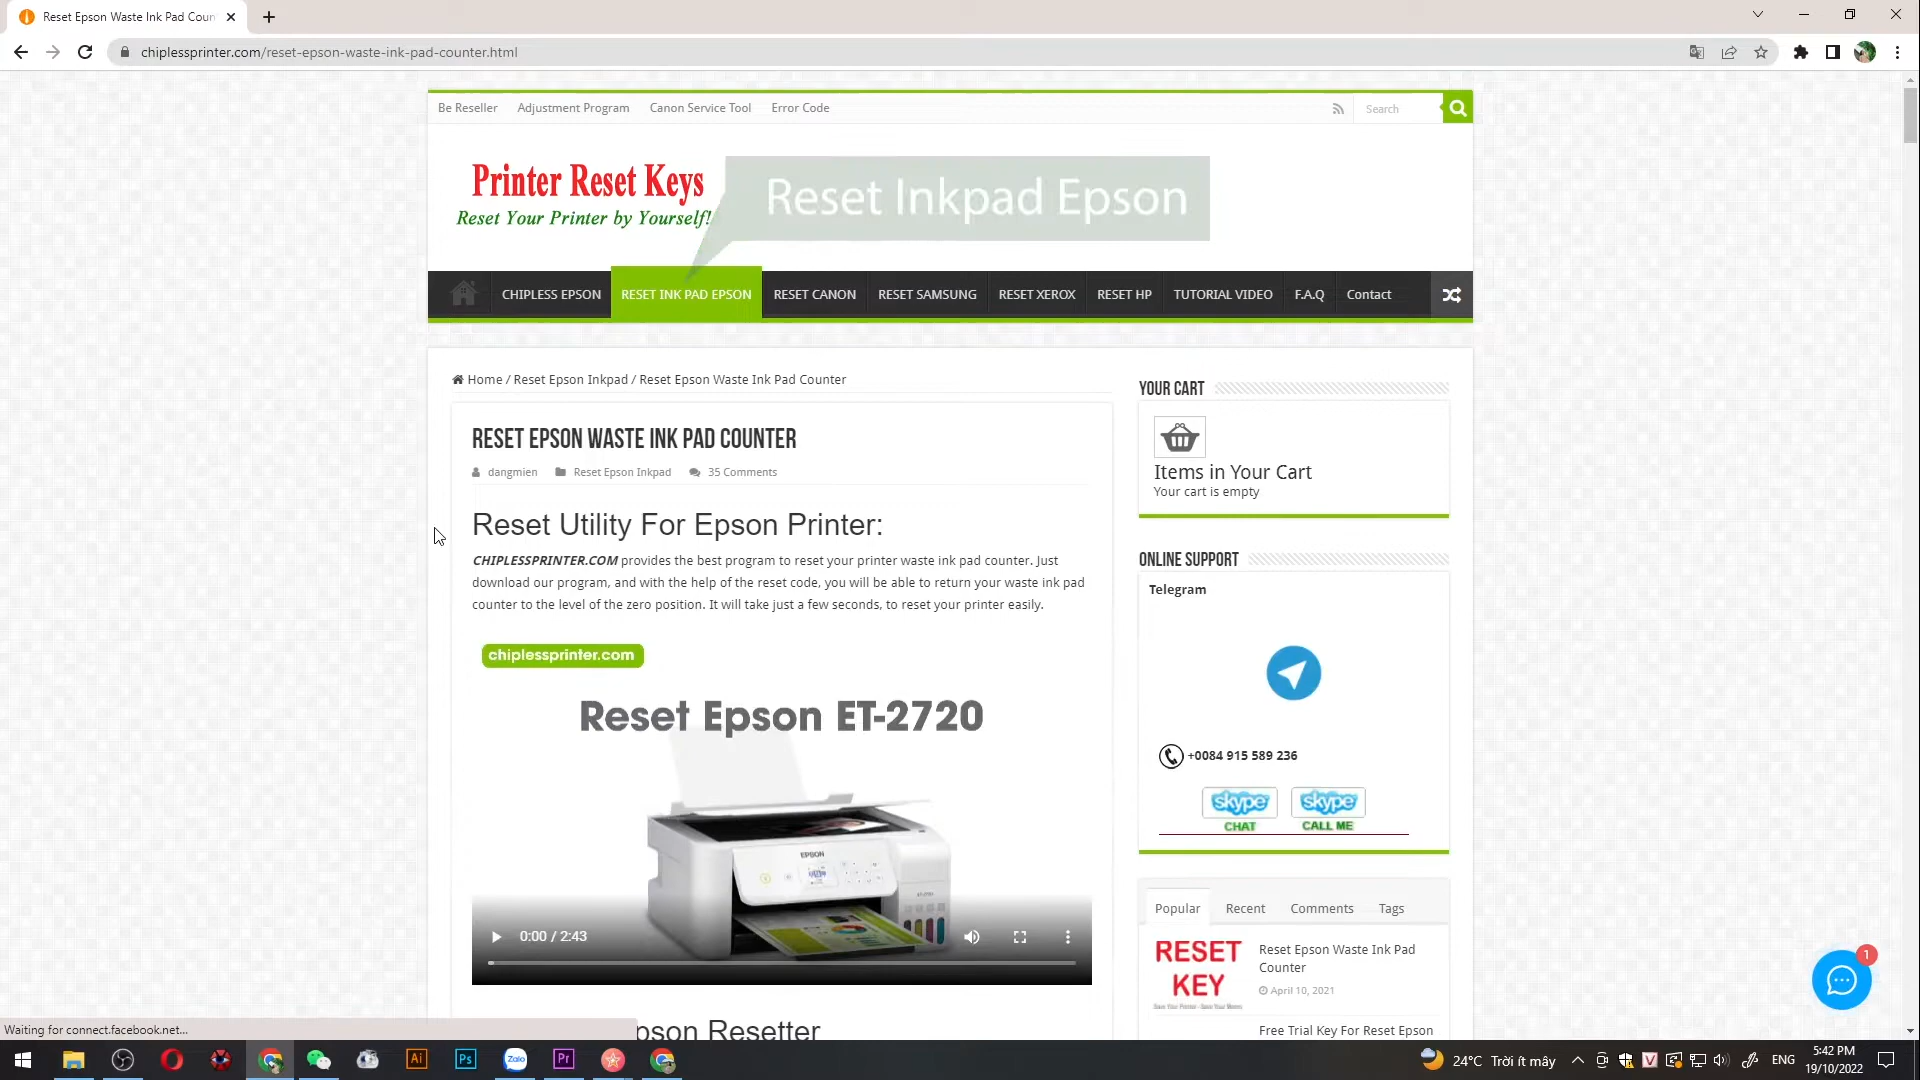 Reset Epson Waste Ink Pad Coun
chiplessprinter.com/reset-epson-waste-ink-pad-counter.html
Be Reseller Adjustment Program Canon Service Tool Error Code
Search
Printer Reset Keys
Reset Your Printer by Yourself!
Reset Inkpad Epson
CHIPLESS EPSON RESET INK PAD EPSON RESET CANON RESET SAMSUNG RESET XEROX RESET HP TUTORIAL VIDEO F.A.Q Contact
Home / Reset Epson Inkpad / Reset Epson Waste Ink Pad Counter
RESET EPSON WASTE INK PAD COUNTER
dangmien Reset Epson Inkpad 35 Comments
Reset Utility For Epson Printer:
CHIPLESSPRINTER.COM provides the best program to reset your printer waste ink pad counter. Just
download our program, and with the help of the reset code, you will be able to return your waste ink pad
counter to the level of the zero position. It will take just a few seconds, to reset your printer easily.
chiplessprinter.com
Reset Epson ET-2720
EPSON
0:00 / 2:43
pson Resetter
YOUR CART
Items in Your Cart
Your cart is empty
ONLINE SUPPORT
Telegram
+0084 915 589 236
skype skype
CHAT CALL ME
Popular Recent Comments Tags
RESET
KEY
Reset Epson Waste Ink Pad
Counter
April 10, 2021
Free Trial Key For Reset Epson
1
Waiting for connect.facebook.net...
Ai Ps Zalo Pr
24°C Trời ít mây
V
ENG
5:42 PM
19/10/2022